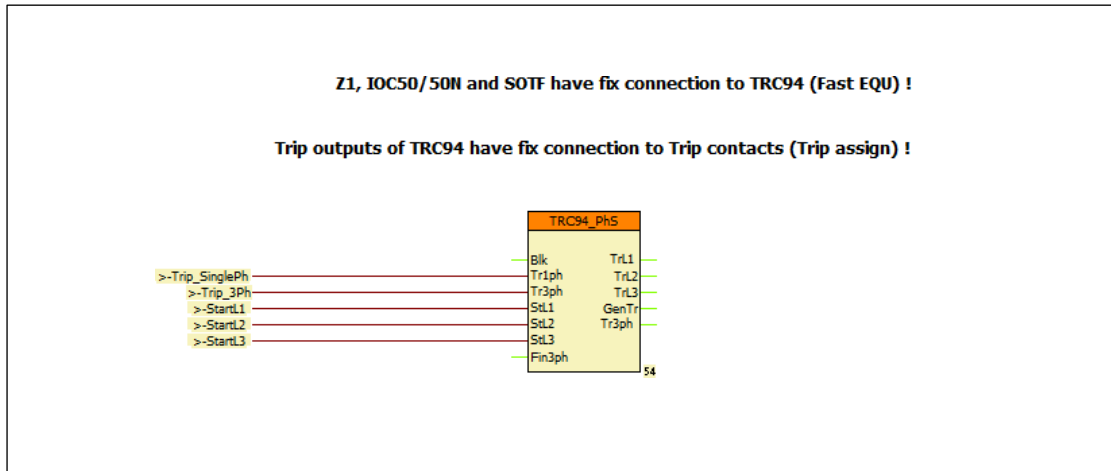 Z1, IOC50/50N and SOTF have fix connection to TRC94 (Fast EQU) !
Trip outputs of TRC94 have fix connection to Trip contacts (Trip assign) !
TRC94_PhS
Blk TrL1
>-Trip_SinglePh Tr1ph TrL2
>-Trip_3Ph Tr3ph TrL3
>-StartL1 StL1 GenTr
>-StartL2 StL2 Tr3ph
>-StartL3 StL3
Fin3ph
54